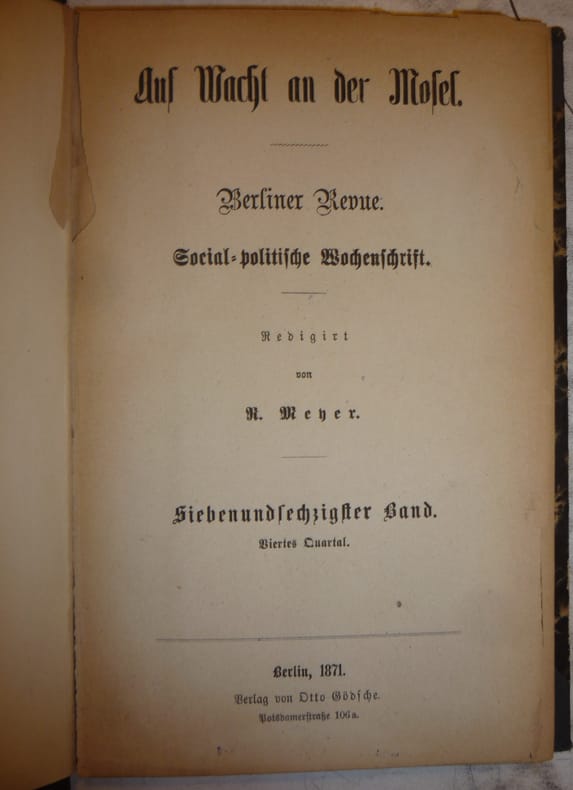 Auf Wacht an der Mosel.
Berliner Revue.
Social-politische Wochenschrift.
Redigirt
von
R. Meyer.
Siebenundsechzigster Band.
Viertes Quartal.
Berlin, 1871.
Verlag von Otto Gödsche.
Potsdamerstraße 106a.